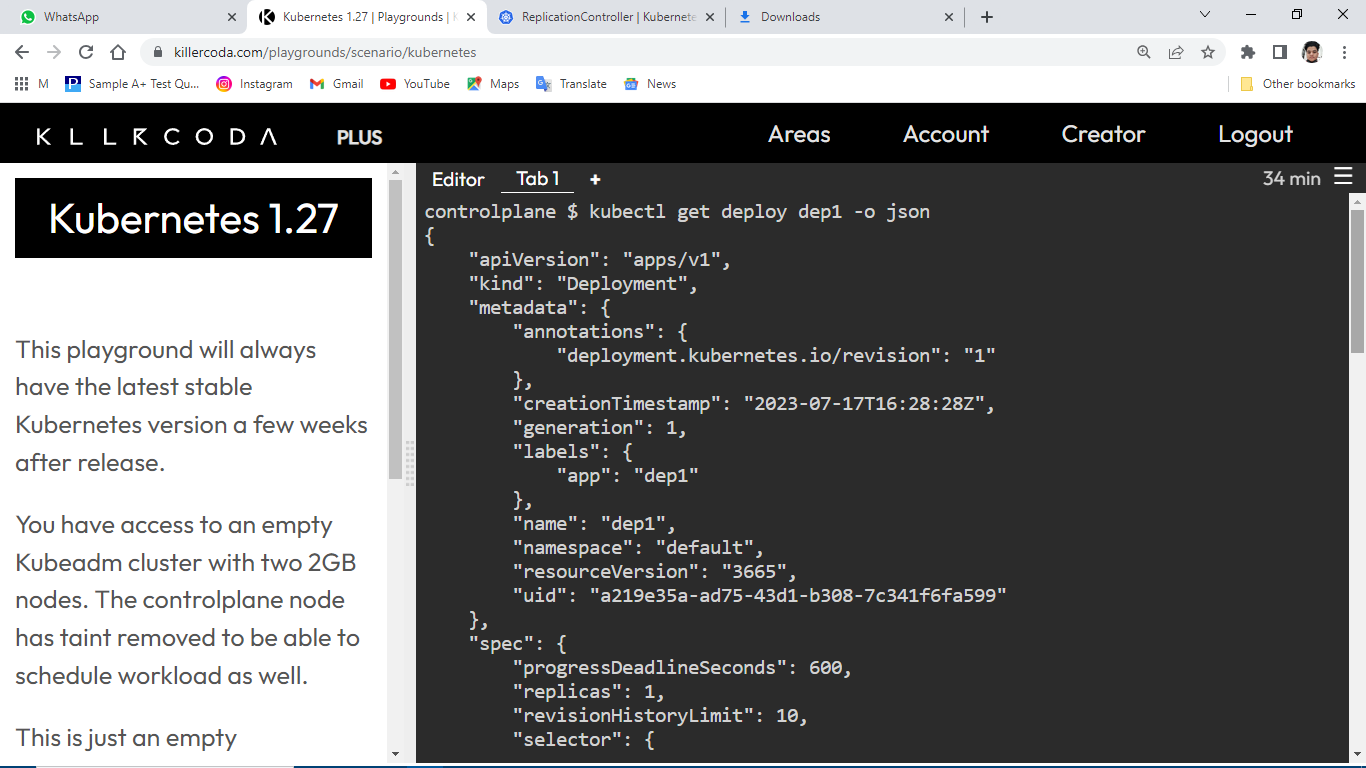 WhatsApp
Kubernetes 1.27 | Playgrounds |
ReplicationController | Kubernete
Downloads
killercoda.com/playgrounds/scenario/kubernetes
M
Sample A+ Test Qu...
Instagram
Gmail
YouTube
Maps
Translate
News
Other bookmarks
KLLRCODA
PLUS
Areas
Account
Creator
Logout
Kubernetes 1.27
This playground will always
have the latest stable
Kubernetes version a few weeks
after release.
You have access to an empty
Kubeadm cluster with two 2GB
nodes. The controlplane node
has taint removed to be able to
schedule workload as well.
This is just an empty
Editor
Tab 1
+
34 min
controlplane $ kubectl get deploy dep1 -o json
{
    "apiVersion": "apps/v1",
    "kind": "Deployment",
    "metadata": {
        "annotations": {
            "deployment.kubernetes.io/revision": "1"
        },
        "creationTimestamp": "2023-07-17T16:28:28Z",
        "generation": 1,
        "labels": {
            "app": "dep1"
        },
        "name": "dep1",
        "namespace": "default",
        "resourceVersion": "3665",
        "uid": "a219e35a-ad75-43d1-b308-7c341f6fa599"
    },
    "spec": {
        "progressDeadlineSeconds": 600,
        "replicas": 1,
        "revisionHistoryLimit": 10,
        "selector": {